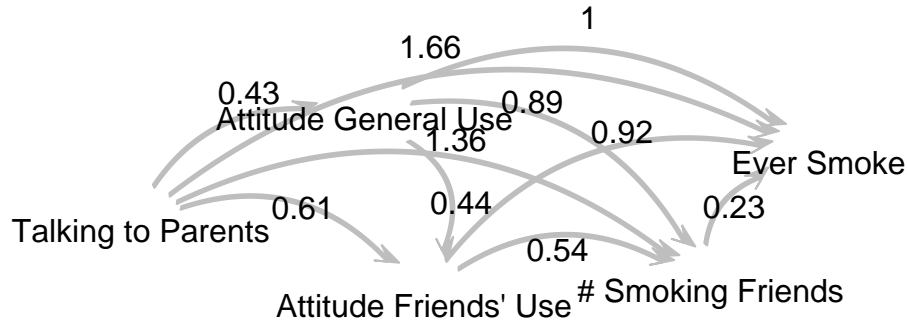 1
1.66
0.43
0.89
Attitude General Use
1.36
0.92
Ever Smoke
0.61
0.44
0.23
Talking to Parents
0.54
Attitude Friends' Use
# Smoking Friends